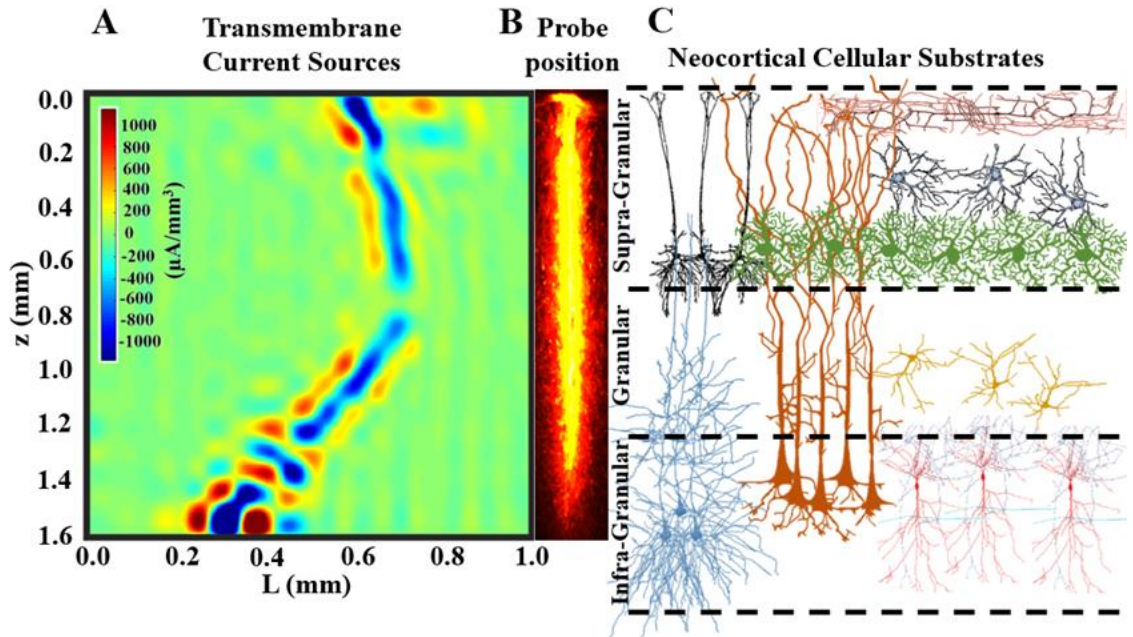 A
Transmembrane
Current Sources
B
Probe
position
C
Neocortical Cellular Substrates
0.0
0.2
0.4
0.6
0.8
1.0
1.2
1.4
1.6
z (mm)
1000
800
600
400
200
0
-200
-400
-600
-800
-1000
(µA/mm³)
0.0
0.2
0.4
0.6
0.8
1.0
L (mm)
Supra-Granular
Granular
Infra-Granular